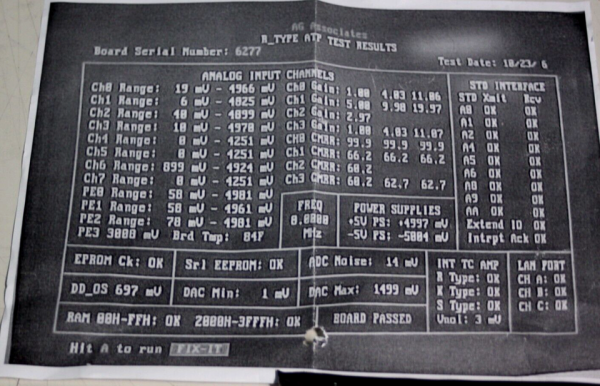 AG Associates
R_TYPE ATP TEST RESULTS
Board Serial Number: 6277
Test Date: 10/23/ 6
ANALOG INPUT CHANNELS
Ch0 Range: 19 mV - 4966 mV Ch0 Gain: 1.00 4.03 11.06
Ch1 Range: 6 mV - 4825 mV Ch1 Gain: 5.00 9.98 19.97
Ch2 Range: 40 mV - 4899 mV Ch2 Gain: 2.97
Ch3 Range: 18 mV - 4978 mV Ch3 Gain: 1.00 4.03 11.07
Ch4 Range: 0 mV - 4251 mV Ch0 CMRR: 99.9 99.9 99.9
Ch5 Range: 0 mV - 4251 mV Ch1 CMRR: 66.2 66.2 66.2
Ch6 Range: 899 mV - 4924 mV Ch2 CMRR: 60.2
Ch7 Range: 0 mV - 4251 mV Ch3 CMRR: 60.2 62.7 62.7
PE0 Range: 58 mV - 4981 mV
PE1 Range: 58 mV - 4961 mV
PE2 Range: 78 mV - 4981 mV
PE3 3008 mV Brd Tmp: 84F
FREQ
8.0000
MHz
POWER SUPPLIES
+5V PS: +4997 mV
-5V PS: -5004 mV
STD INTERFACE
STD Xmit Rcv
A0 OK OK
A1 OK OK
A2 OK OK
A4 OK OK
A5 OK OK
A6 OK OK
A8 OK OK
A9 OK OK
AA OK OK
Extend IO OK
Intrpt Ack OK
EPROM Ck: OK Srl EEPROM: OK ADC Noise: 14 mV
DD_OS 697 mV DAC Min: 1 mV DAC Max: 1499 mV
RAM 00H-FFH: OK 2000H-3FFFH: OK BOARD PASSED
INT TC AMP
R Type: OK
K Type: OK
S Type: OK
Vnol: 3 mV
LAM PORT
CH A: OK
CH B: OK
CH C: OK
Hit A to run FIX-IT